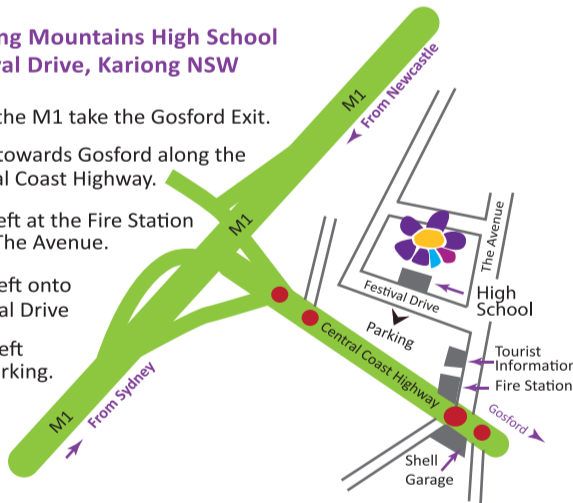 ng Mountains High School
val Drive, Kariong NSW
the M1 take the Gosford Exit.
towards Gosford along the
al Coast Highway.
eft at the Fire Station
The Avenue.
eft onto
al Drive
eft
rking.
M1
From Newcastle
M1
The Avenue
Festival Drive
High
School
Parking
Central Coast Highway
Tourist
Information
Fire Station
Gosford
From Sydney
M1
Shell
Garage